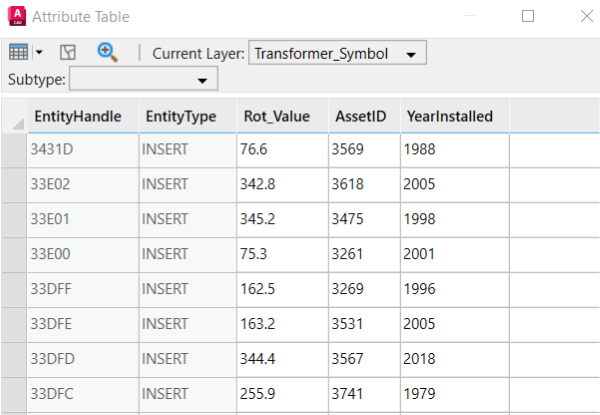 A CAD Attribute Table
Current Layer: Transformer_Symbol
Subtype:
EntityHandle EntityType Rot_Value AssetID YearInstalled
3431D INSERT 76.6 3569 1988
33E02 INSERT 342.8 3618 2005
33E01 INSERT 345.2 3475 1998
33E00 INSERT 75.3 3261 2001
33DFF INSERT 162.5 3269 1996
33DFE INSERT 163.2 3531 2005
33DFD INSERT 344.4 3567 2018
33DFC INSERT 255.9 3741 1979